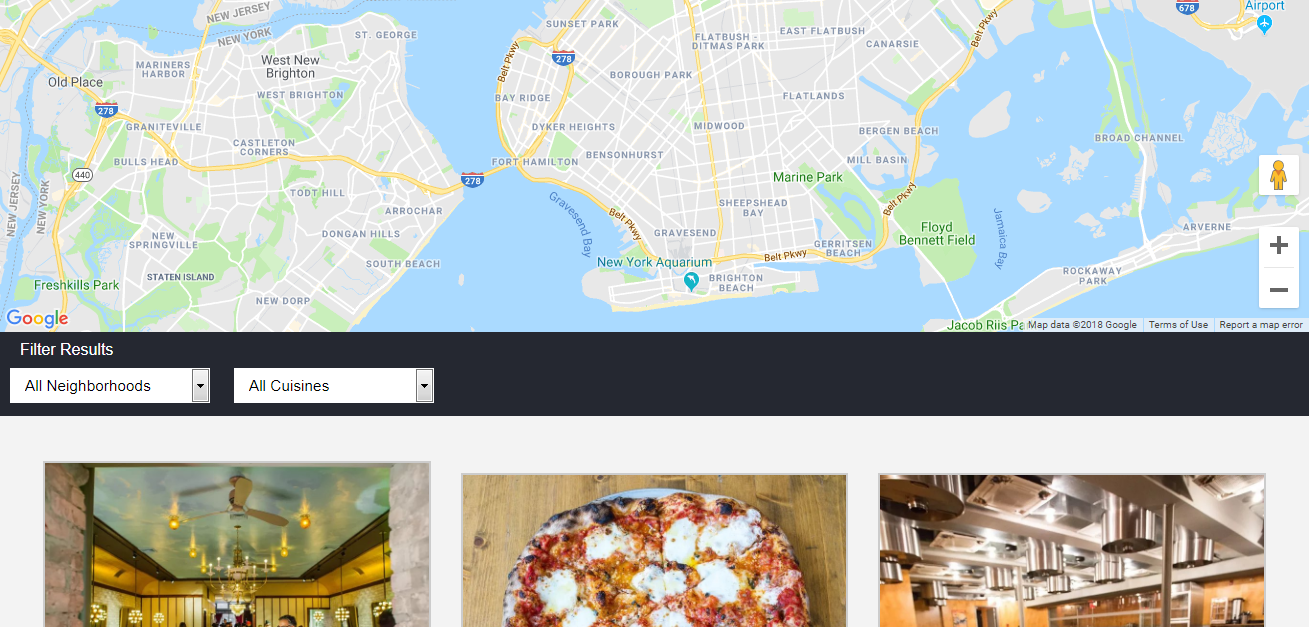 NEW JERSEY
NEW YORK
ST. GEORGE
SUNSET PARK
278
Belt Pkwy
FLATBUSH -
DITMAS PARK
EAST FLATBUSH
CANARSIE
Belt Pkwy
678
Airport
MARINERS
HARBOR
West New
Brighton
Old Place
WEST BRIGHTON
BOROUGH PARK
BAY RIDGE
FLATLANDS
278
GRANITEVILLE
DYKER HEIGHTS
MIDWOOD
BERGEN BEACH
BROAD CHANNEL
CASTLETON
CORNERS
BULLS HEAD
FORT HAMILTON
BENSONHURST
MILL BASIN
440
278
Marine Park
TODT HILL
NEW JERSEY
NEW YORK
ARROCHAR
Gravesend Bay
Belt Pkwy
SHEEPSHEAD
BAY
Belt Pkwy
Floyd
Bennett Field
Jamaica Bay
ARVERNE
NEW
SPRINGVILLE
DONGAN HILLS
GRAVESEND
GERRITSEN
BEACH
SOUTH BEACH
New York Aquarium
Belt Pkwy
STATEN ISLAND
Freshkills Park
BRIGHTON
BEACH
ROCKAWAY
PARK
NEW DORP
Google
Jacob Riis Pa
Map data ©2018 Google
Terms of Use
Report a map error
Filter Results
All Neighborhoods
All Cuisines